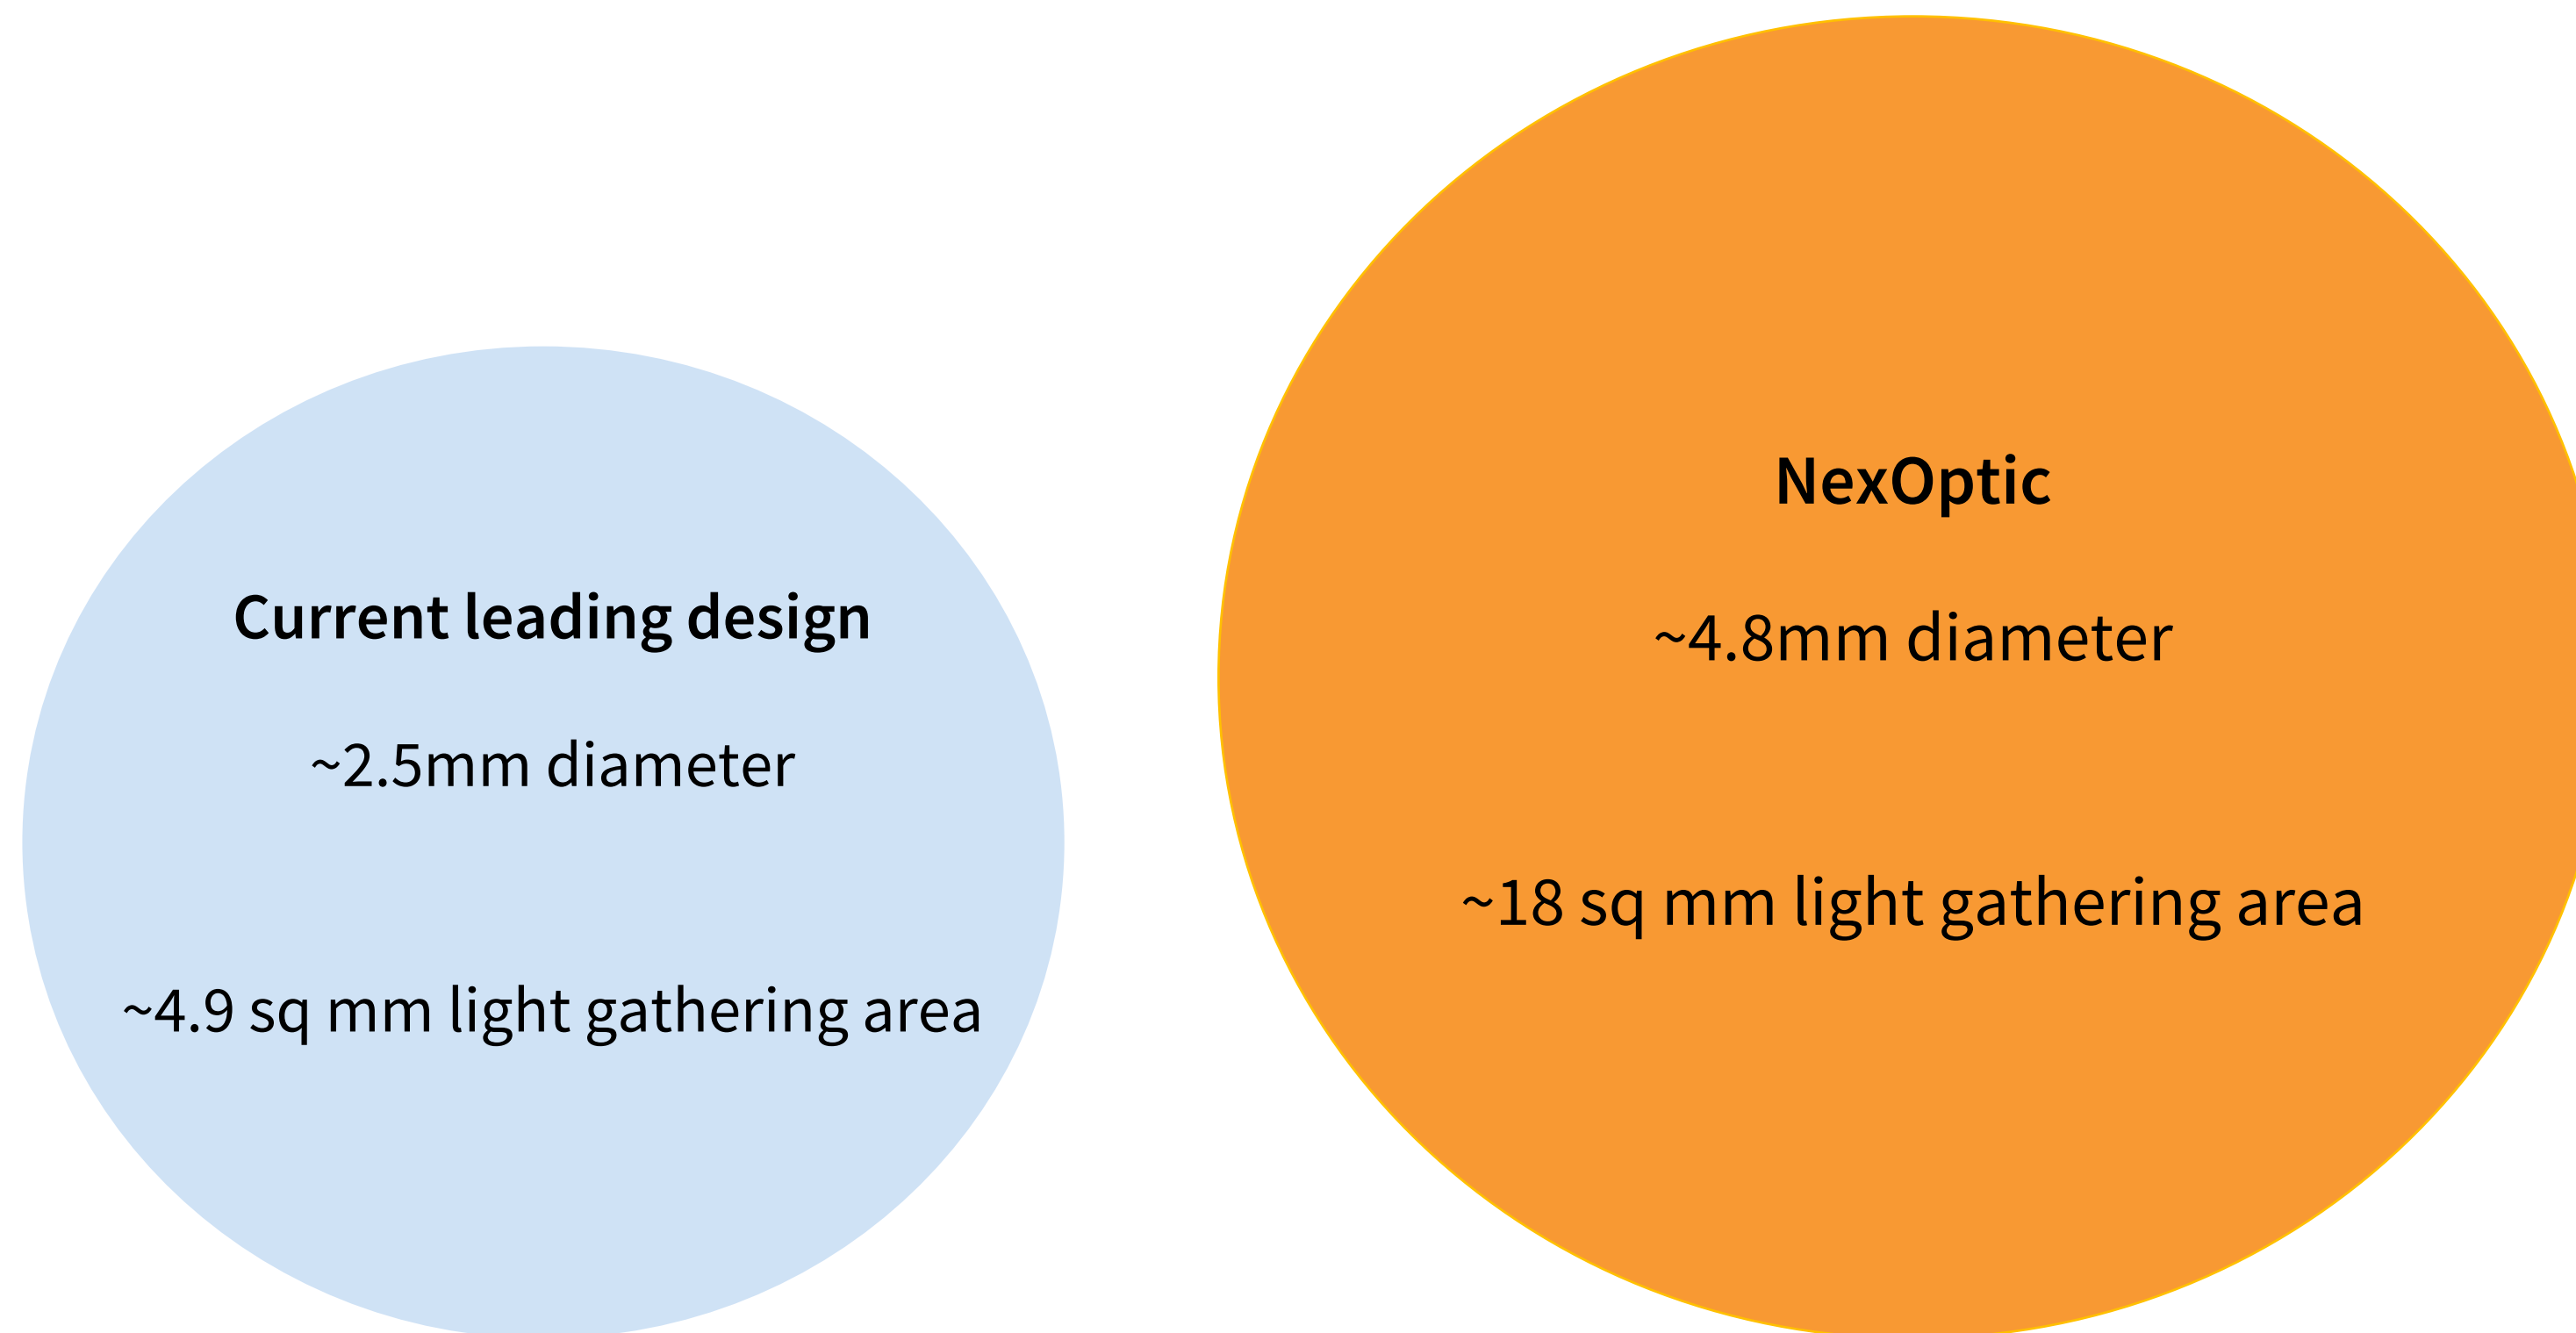 Current leading design
~2.5mm diameter
~4.9 sq mm light gathering area
NexOptic
~4.8mm diameter
~18 sq mm light gathering area